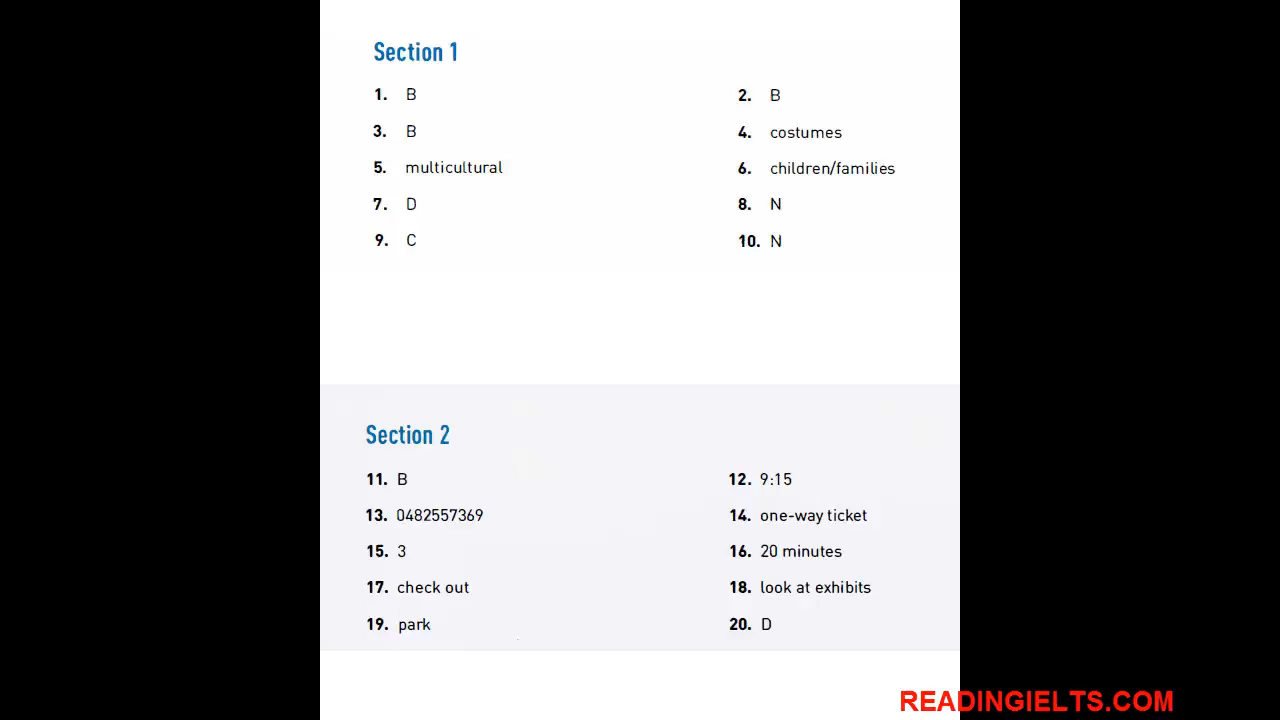 Section 1
1. B 2. B
3. B 4. costumes
5. multicultural 6. children/families
7. D 8. N
9. C 10. N
Section 2
11. B 12. 9:15
13. 0482557369 14. one-way ticket
15. 3 16. 20 minutes
17. check out 18. look at exhibits
19. park 20. D
READINGIELTS.COM